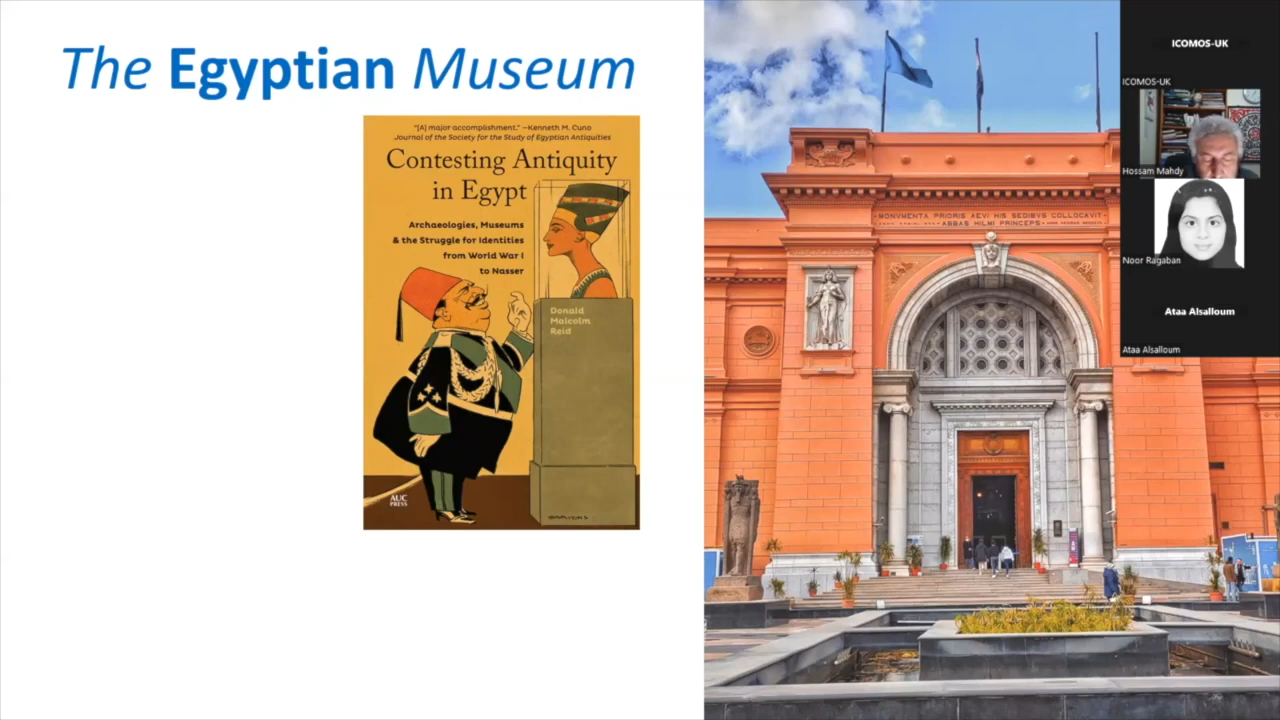 The Egyptian Museum
"[A] major accomplishment." —Kenneth M. Cuno
Journal of the Society for the Study of Egyptian Antiquities
Contesting Antiquity
in Egypt
Archaeologies, Museums
& the Struggle for Identities
from World War I
to Nasser
Donald
Malcolm
Reid
AUC
PRESS
MONVMENTA PRIORIS AEVI HIS SEDIBVS COLLOCAVIT
ABBAS HILMI PRINCEPS
ICOMOS-UK
ICOMOS-UK
Hossam Mahdy
Noor Ragaban
Ataa Alsalloum
Ataa Alsalloum